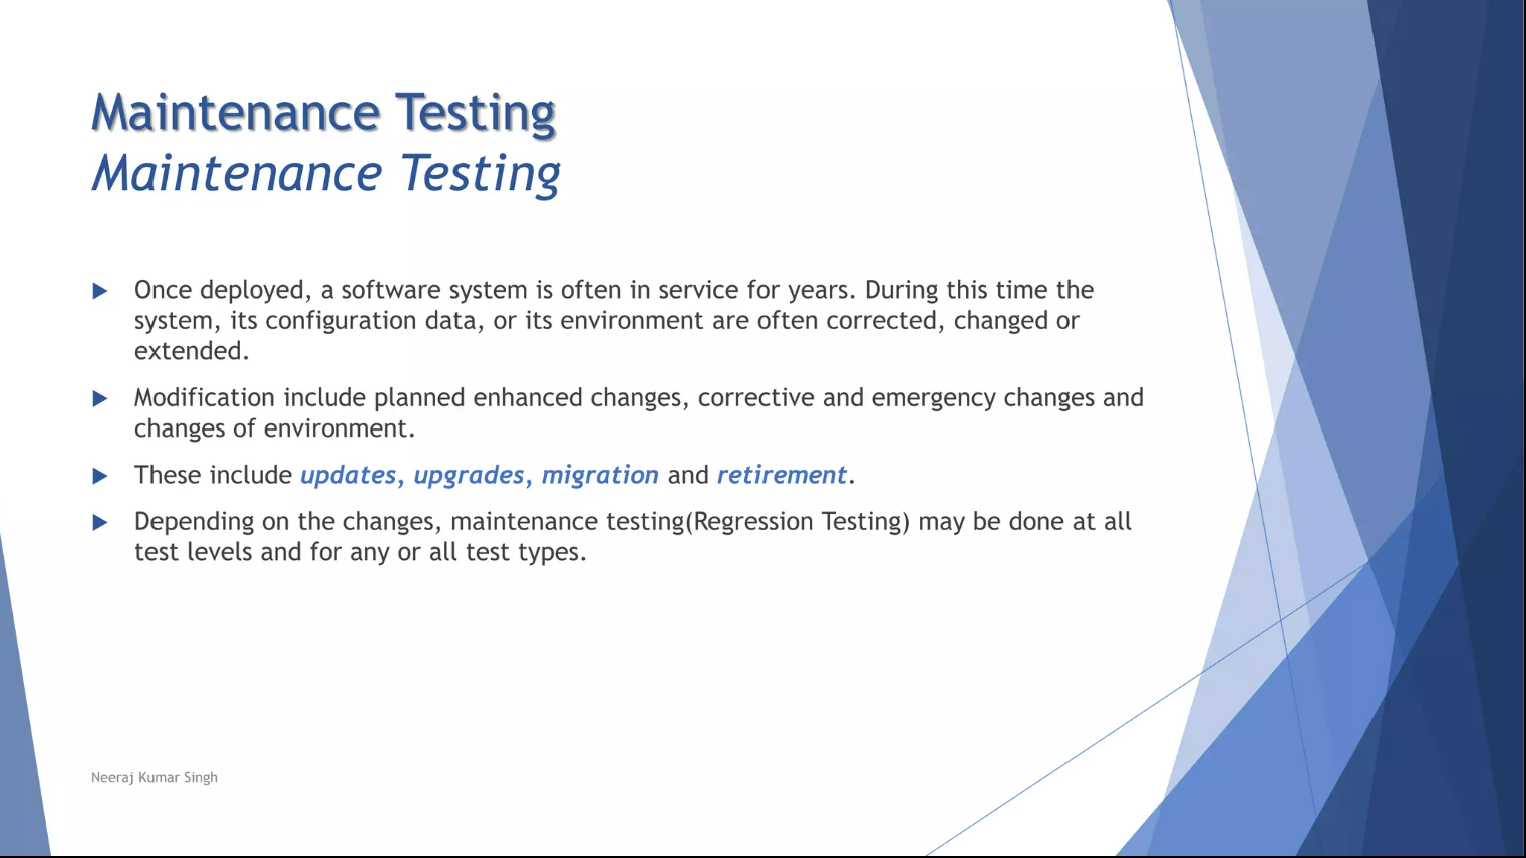 Maintenance Testing
Maintenance Testing
Once deployed, a software system is often in service for years. During this time the
system, its configuration data, or its environment are often corrected, changed or
extended.
Modification include planned enhanced changes, corrective and emergency changes and
changes of environment.
These include updates, upgrades, migration and retirement.
Depending on the changes, maintenance testing(Regression Testing) may be done at all
test levels and for any or all test types.
Neeraj Kumar Singh